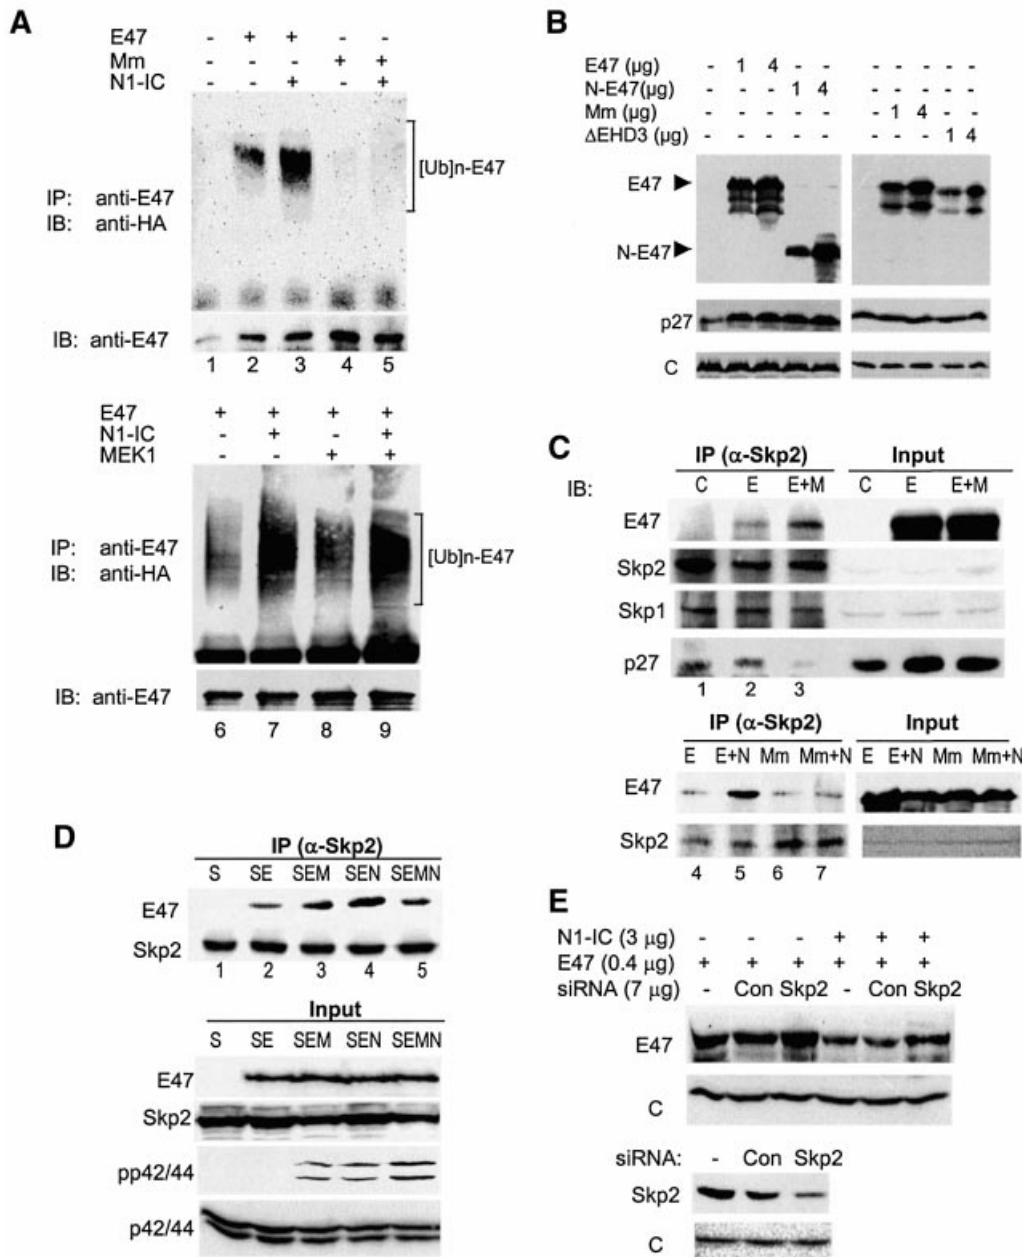 A
E47 - + + - -
Mm - - - + +
N1-IC - - + - +
[Ub]n-E47
IP: anti-E47
IB: anti-HA
IB: anti-E47
1 2 3 4 5
E47 + + + +
N1-IC - + - +
MEK1 - - + +
IP: anti-E47
IB: anti-HA
[Ub]n-E47
IB: anti-E47
6 7 8 9
B
E47 (µg) - 1 4 - - - - - - -
N-E47(µg) - - - 1 4 - - - - -
Mm (µg) - - - - - - 1 4 - -
ΔEHD3 (µg) - - - - - - - - 1 4
E47
N-E47
p27
C
C
IP (α-Skp2) Input
IB: C E E+M C E E+M
E47
Skp2
Skp1
p27
1 2 3
IP (α-Skp2) Input
E E+N Mm Mm+N E E+N Mm Mm+N
E47
Skp2
4 5 6 7
D
IP (α-Skp2)
S SE SEM SEN SEMN
E47
Skp2
1 2 3 4 5
Input
S SE SEM SEN SEMN
E47
Skp2
pp42/44
p42/44
E
N1-IC (3 µg) - - - + + +
E47 (0.4 µg) + + + + + +
siRNA (7 µg) - Con Skp2 - Con Skp2
E47
C
siRNA: - Con Skp2
Skp2
C